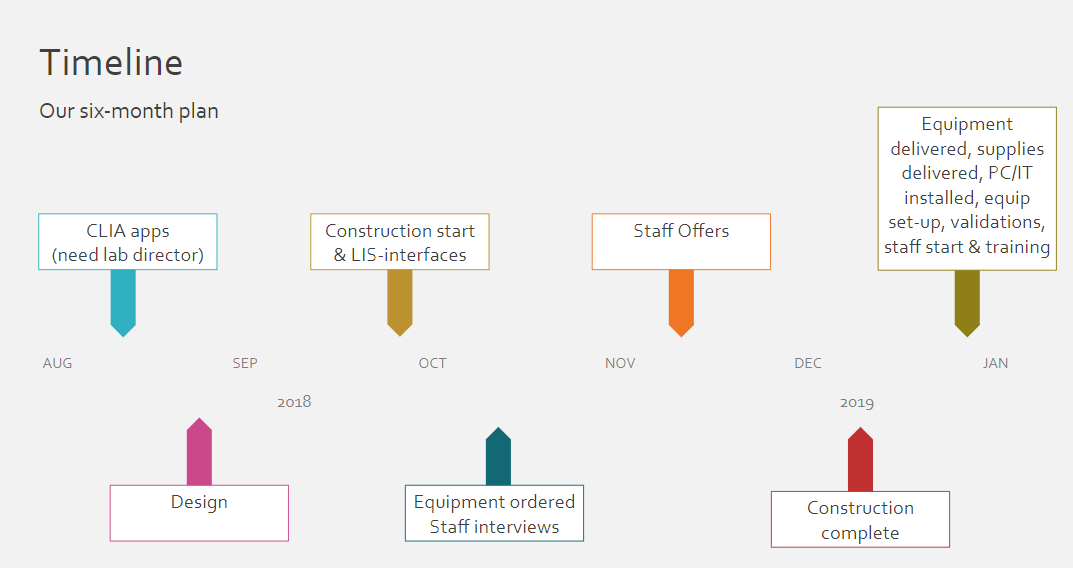 Timeline
Our six-month plan
Equipment
delivered, supplies
delivered, PC/IT
installed, equip
set-up, validations,
staff start & training
CLIA apps
(need lab director)
Construction start
& LIS-interfaces
Staff Offers
AUG
SEP
OCT
NOV
DEC
JAN
2018
2019
Design
Equipment ordered
Staff interviews
Construction
complete